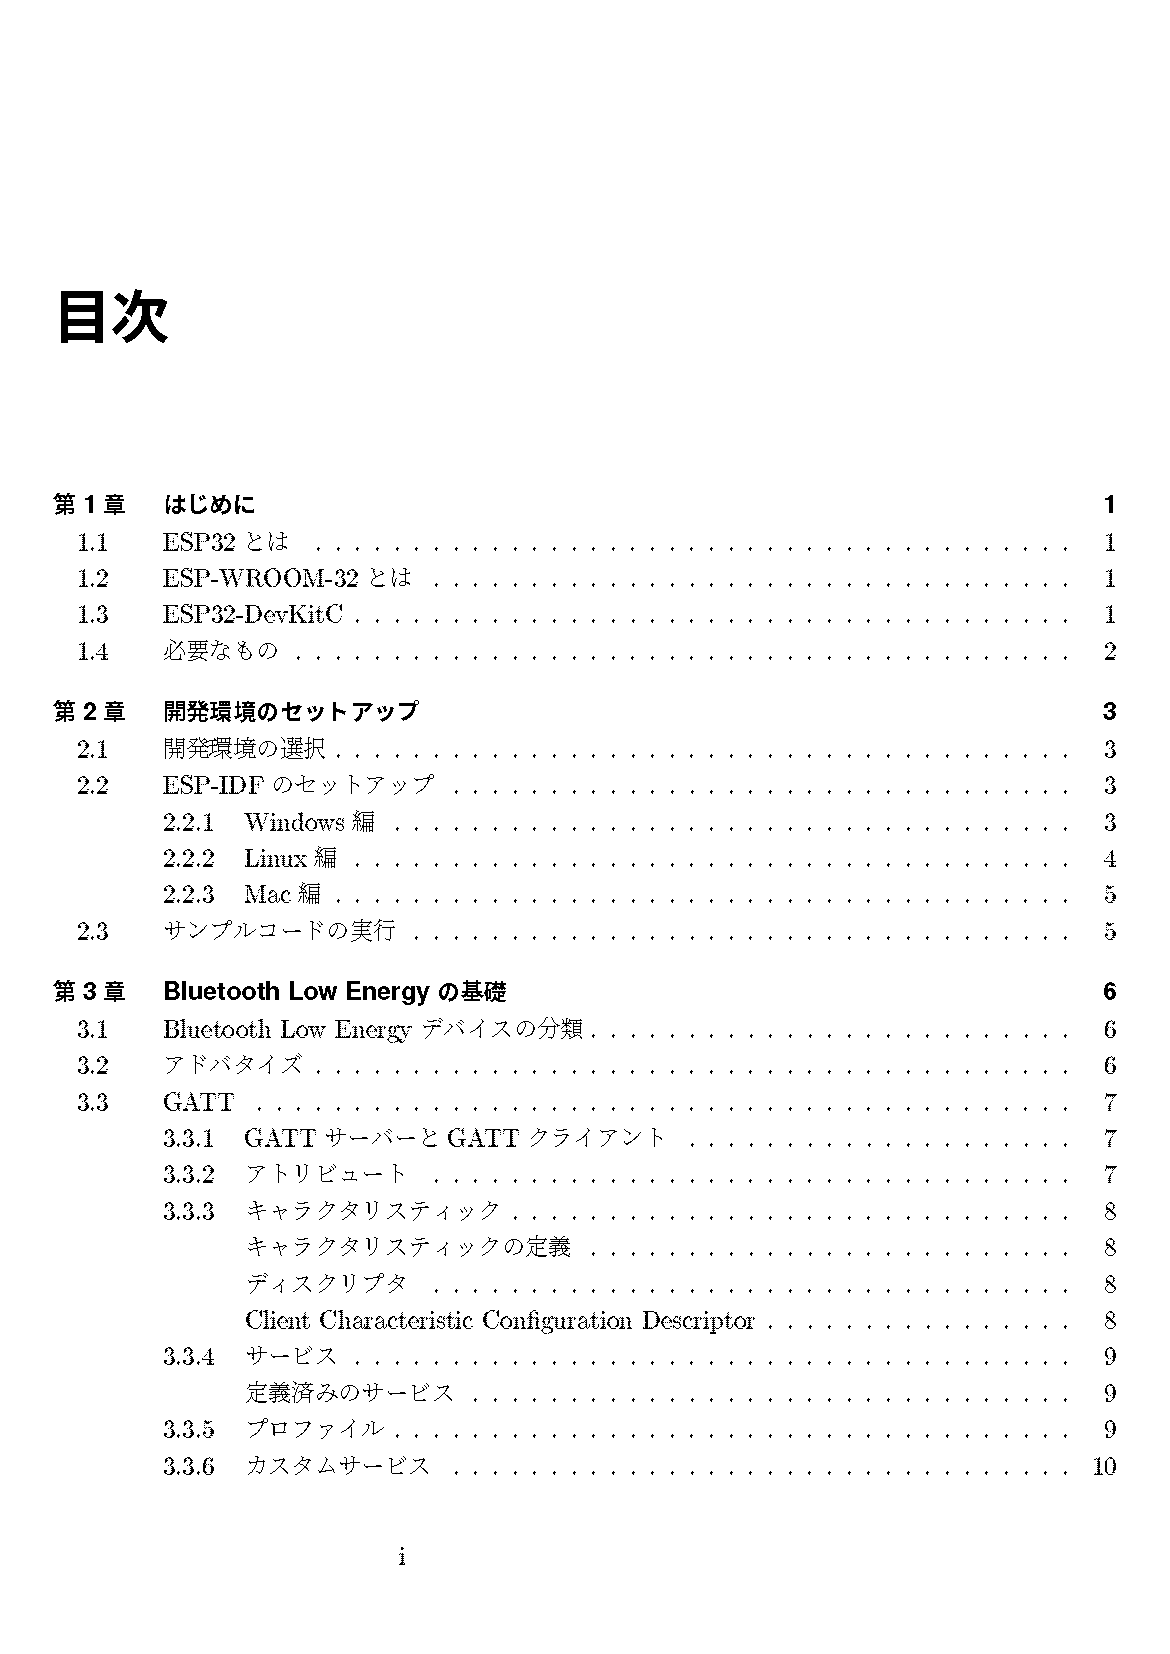 目次
第 1 章 はじめに 1
1.1 ESP32 とは . . . . . . . . . . . . . . . . . . . . . . . . . . . . . . . . . . . . . . . 1
1.2 ESP-WROOM-32 とは . . . . . . . . . . . . . . . . . . . . . . . . . . . . . . . . . 1
1.3 ESP32-DevKitC . . . . . . . . . . . . . . . . . . . . . . . . . . . . . . . . . . . . . 1
1.4 必要なもの . . . . . . . . . . . . . . . . . . . . . . . . . . . . . . . . . . . . . . . . 2
第 2 章 開発環境のセットアップ 3
2.1 開発環境の選択 . . . . . . . . . . . . . . . . . . . . . . . . . . . . . . . . . . . . . . 3
2.2 ESP-IDF のセットアップ . . . . . . . . . . . . . . . . . . . . . . . . . . . . . . . . 3
2.2.1 Windows 編 . . . . . . . . . . . . . . . . . . . . . . . . . . . . . . . . . . . 3
2.2.2 Linux 編 . . . . . . . . . . . . . . . . . . . . . . . . . . . . . . . . . . . . . 4
2.2.3 Mac 編 . . . . . . . . . . . . . . . . . . . . . . . . . . . . . . . . . . . . . . 5
2.3 サンプルコードの実行 . . . . . . . . . . . . . . . . . . . . . . . . . . . . . . . . . . 5
第 3 章 Bluetooth Low Energy の基礎 6
3.1 Bluetooth Low Energy デバイスの分類 . . . . . . . . . . . . . . . . . . . . . . . . . 6
3.2 アドバタイズ . . . . . . . . . . . . . . . . . . . . . . . . . . . . . . . . . . . . . . . 6
3.3 GATT . . . . . . . . . . . . . . . . . . . . . . . . . . . . . . . . . . . . . . . . . . 7
3.3.1 GATT サーバーと GATT クライアント . . . . . . . . . . . . . . . . . . . . 7
3.3.2 アトリビュート . . . . . . . . . . . . . . . . . . . . . . . . . . . . . . . . . 7
3.3.3 キャラクタリスティック . . . . . . . . . . . . . . . . . . . . . . . . . . . . . 8
キャラクタリスティックの定義 . . . . . . . . . . . . . . . . . . . . . . . . . 8
ディスクリプタ . . . . . . . . . . . . . . . . . . . . . . . . . . . . . . . . . 8
Client Characteristic Configuration Descriptor . . . . . . . . . . . . . . . . 8
3.3.4 サービス . . . . . . . . . . . . . . . . . . . . . . . . . . . . . . . . . . . . . 9
定義済みのサービス . . . . . . . . . . . . . . . . . . . . . . . . . . . . . . . 9
3.3.5 プロファイル . . . . . . . . . . . . . . . . . . . . . . . . . . . . . . . . . . . 9
3.3.6 カスタムサービス . . . . . . . . . . . . . . . . . . . . . . . . . . . . . . . . 10
i